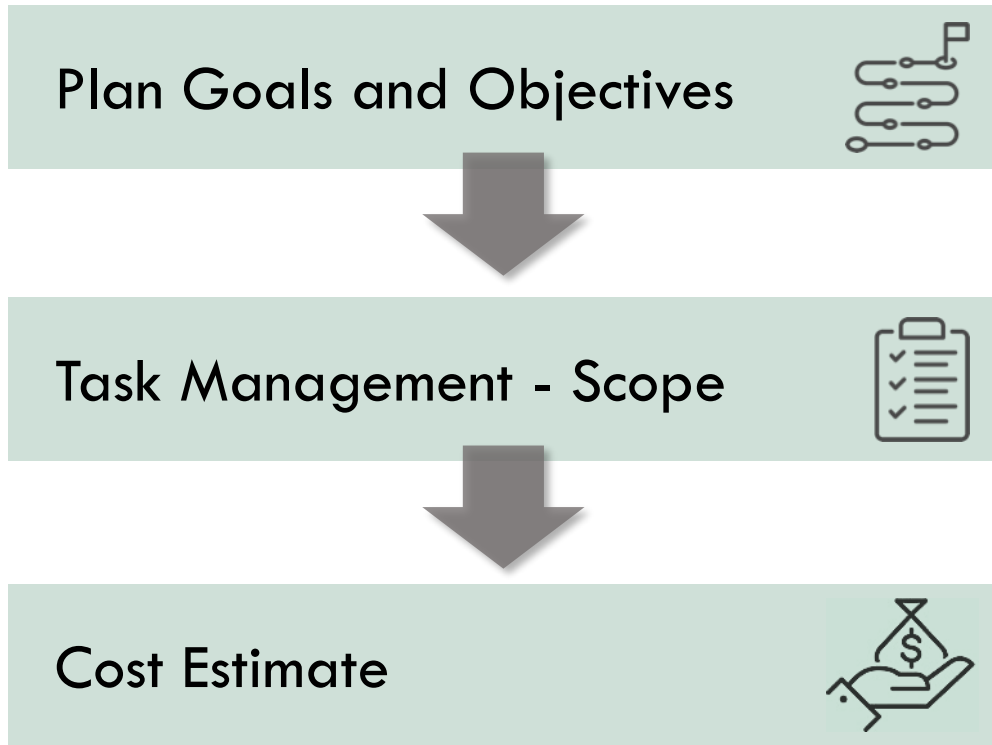 Plan Goals and Objectives
Task Management - Scope
Cost Estimate
$